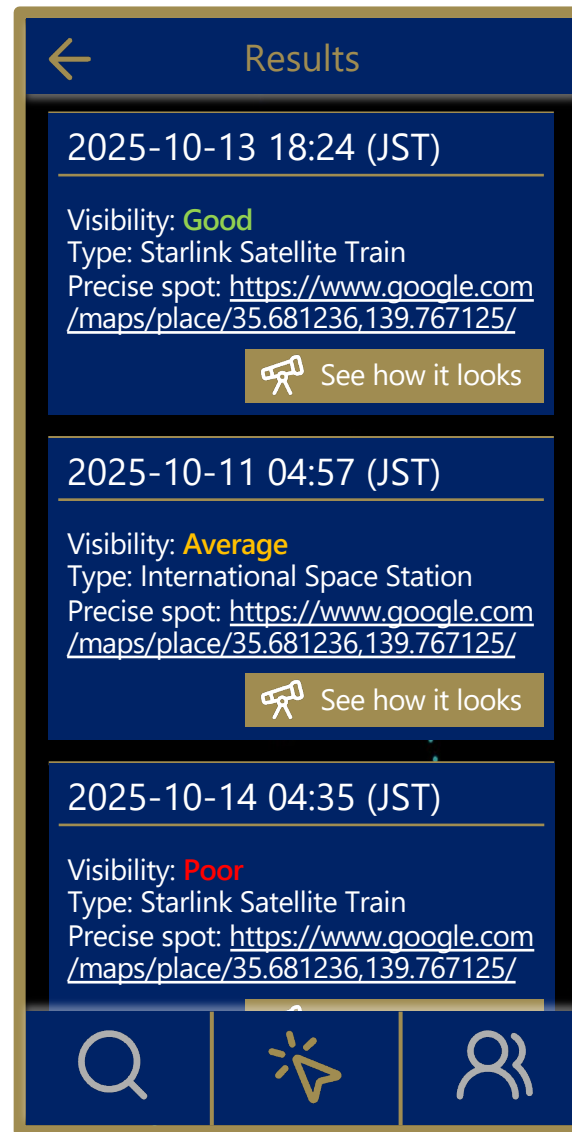 Results
2025-10-13 18:24 (JST)
Visibility: Good
Type: Starlink Satellite Train
Precise spot: https://www.google.com
/maps/place/35.681236,139.767125/
See how it looks
2025-10-11 04:57 (JST)
Visibility: Average
Type: International Space Station
Precise spot: https://www.google.com
/maps/place/35.681236,139.767125/
See how it looks
2025-10-14 04:35 (JST)
Visibility: Poor
Type: Starlink Satellite Train
Precise spot: https://www.google.com
/maps/place/35.681236,139.767125/